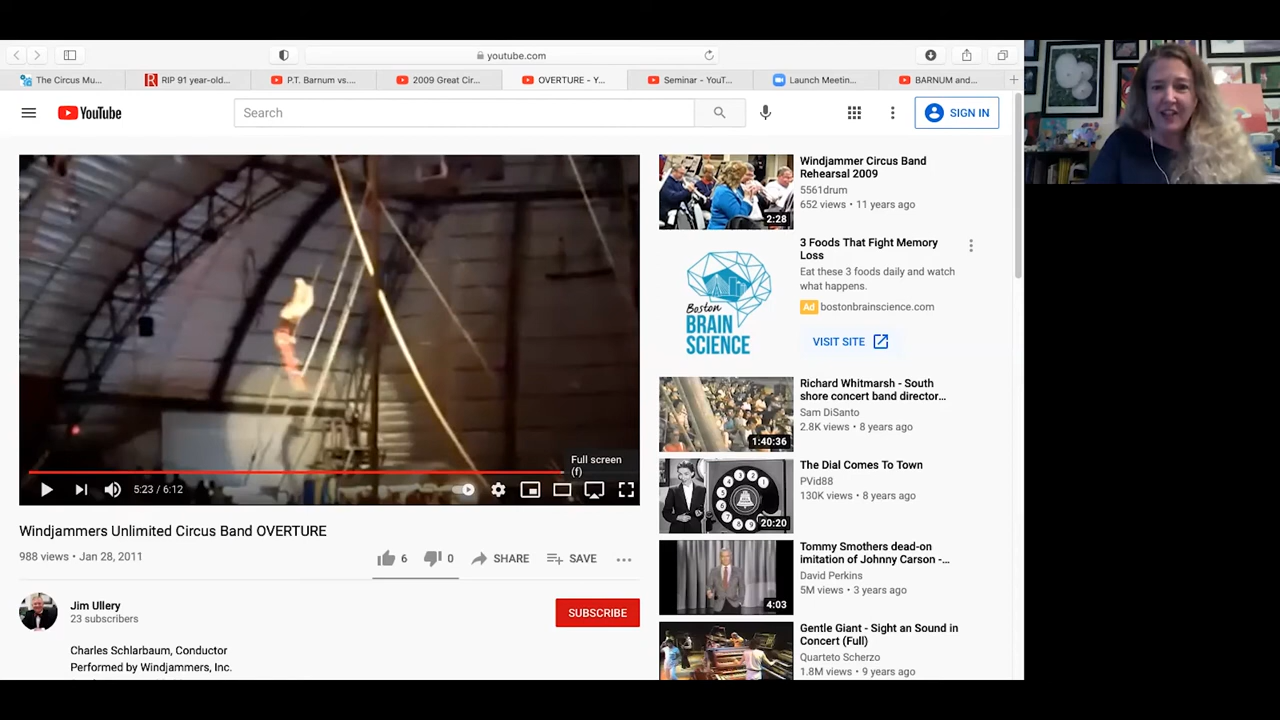 youtube.com
The Circus Mu...
RIP 91 year-old...
P.T. Barnum vs....
2009 Great Cir...
OVERTURE - Y...
Seminar - YouT...
Launch Meetin...
BARNUM and...
YouTube
Search
SIGN IN
Full screen
(f)
5:23 / 6:12
Windjammers Unlimited Circus Band OVERTURE
988 views • Jan 28, 2011
6
0
SHARE
SAVE
Jim Ullery
23 subscribers
SUBSCRIBE
Charles Schlarbaum, Conductor
Performed by Windjammers, Inc.
Windjammer Circus Band
Rehearsal 2009
5561drum
652 views • 11 years ago
2:28
3 Foods That Fight Memory
Loss
Eat these 3 foods daily and watch
what happens.
Ad bostonbrainscience.com
VISIT SITE
Boston
BRAIN
SCIENCE
Richard Whitmarsh - South
shore concert band director...
Sam DiSanto
2.8K views • 8 years ago
1:40:36
The Dial Comes To Town
PVid88
130K views • 8 years ago
20:20
Tommy Smothers dead-on
imitation of Johnny Carson -...
David Perkins
5M views • 3 years ago
4:03
Gentle Giant - Sight an Sound in
Concert (Full)
Quarteto Scherzo
1.8M views • 9 years ago